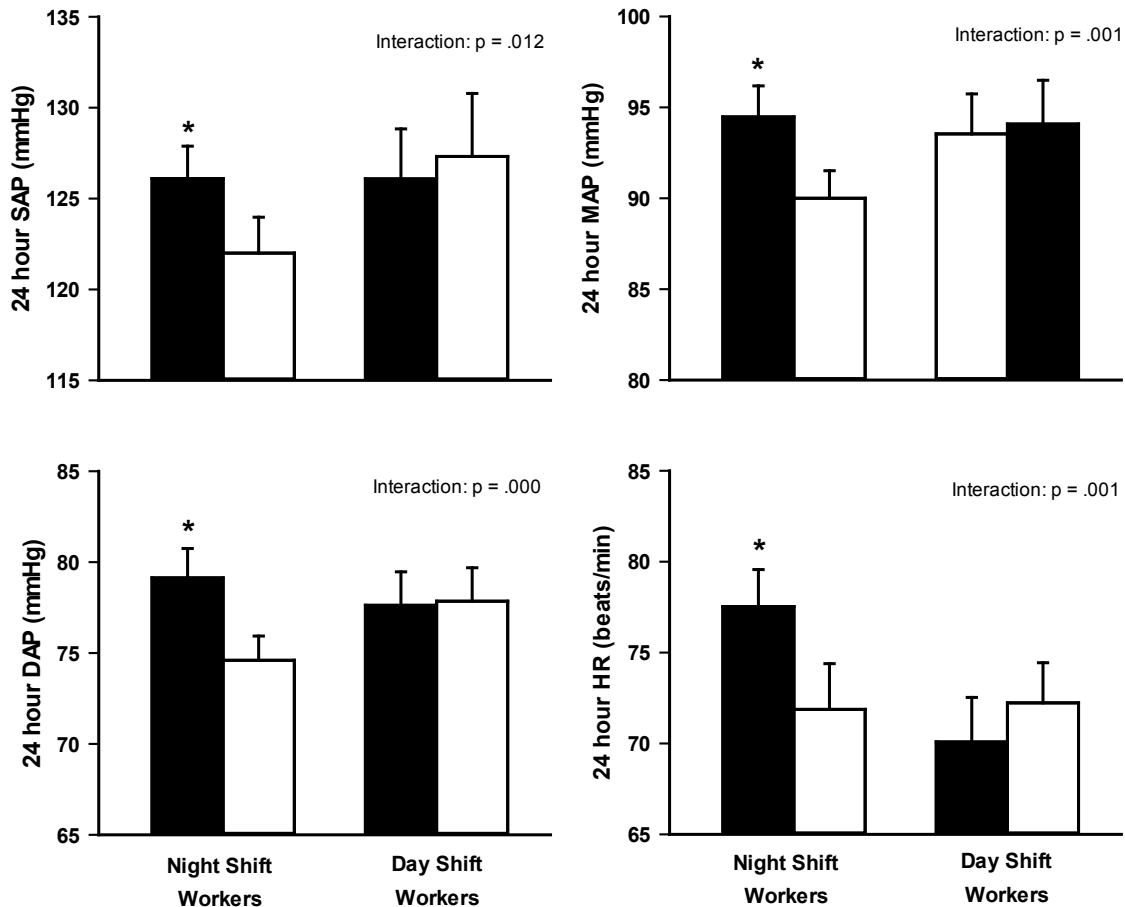 24 hour SAP (mmHg)
135
130
125
120
115
Interaction: p = .012
*
24 hour MAP (mmHg)
100
95
90
85
80
Interaction: p = .001
*
24 hour DAP (mmHg)
85
80
75
70
65
Interaction: p = .000
*
Night Shift
Workers
Day Shift
Workers
24 hour HR (beats/min)
85
80
75
70
65
Interaction: p = .001
*
Night Shift
Workers
Day Shift
Workers